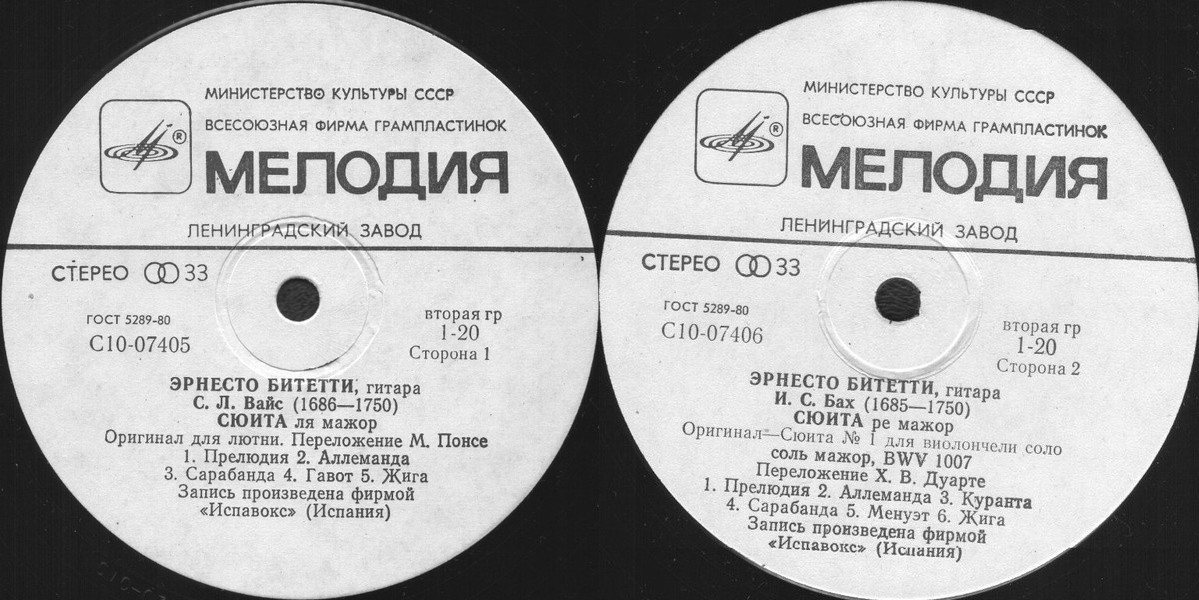 МИНИСТЕРСТВО КУЛЬТУРЫ СССР
ВСЕСОЮЗНАЯ ФИРМА ГРАМПЛАСТИНОК
®
МЕЛОДИЯ
ЛЕНИНГРАДСКИЙ ЗАВОД
СТЕРЕО 33
ГОСТ 5289-80
С10-07405
вторая гр
1-20
Сторона 1
ЭРНЕСТО БИТЕТТИ, гитара
С. Л. Вайс (1686—1750)
СЮИТА ля мажор
Оригинал для лютни. Переложение М. Понсе
1. Прелюдия 2. Аллеманда
3. Сарабанда 4. Гавот 5. Жига
Запись произведена фирмой
«Испавокс» (Испания)
МИНИСТЕРСТВО КУЛЬТУРЫ СССР
ВСЕСОЮЗНАЯ ФИРМА ГРАМПЛАСТИНОК
®
МЕЛОДИЯ
ЛЕНИНГРАДСКИЙ ЗАВОД
СТЕРЕО 33
ГОСТ 5289-80
С10-07406
вторая гр
1-20
Сторона 2
ЭРНЕСТО БИТЕТТИ, гитара
И. С. Бах (1685—1750)
СЮИТА ре мажор
Оригинал—Сюита № 1 для виолончели соло
соль мажор, BWV 1007
Переложение Х. В. Дуарте
1. Прелюдия 2. Аллеманда 3. Куранта
4. Сарабанда 5. Менуэт 6. Жига
Запись произведена фирмой
«Испавокс» (Испания)